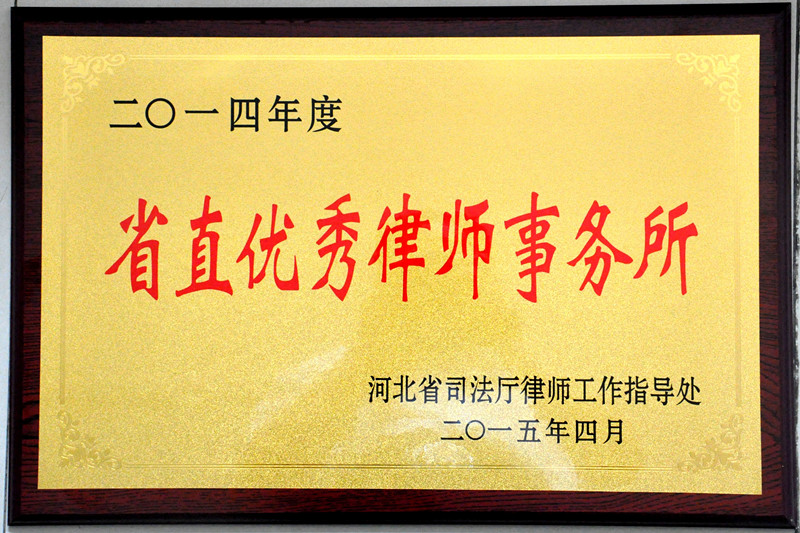 二〇一四年度
省直优秀律师事务所
河北省司法厅律师工作指导处
二〇一五年四月